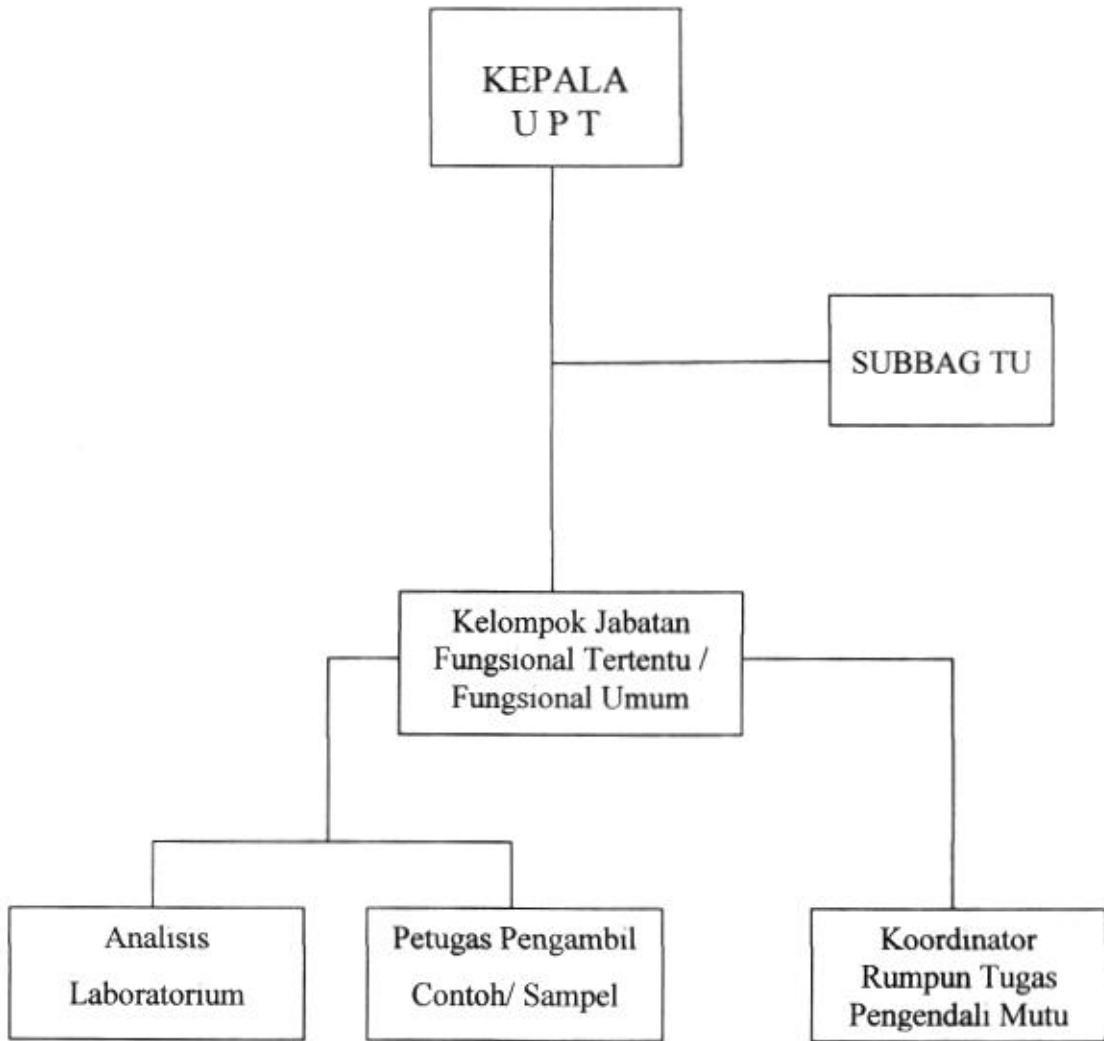 KEPALA
U P T
SUBBAG TU
Kelompok Jabatan
Fungsional Tertentu /
Fungsional Umum
Analisis
Laboratorium
Petugas Pengambil
Contoh/ Sampel
Koordinator
Rumpun Tugas
Pengendali Mutu